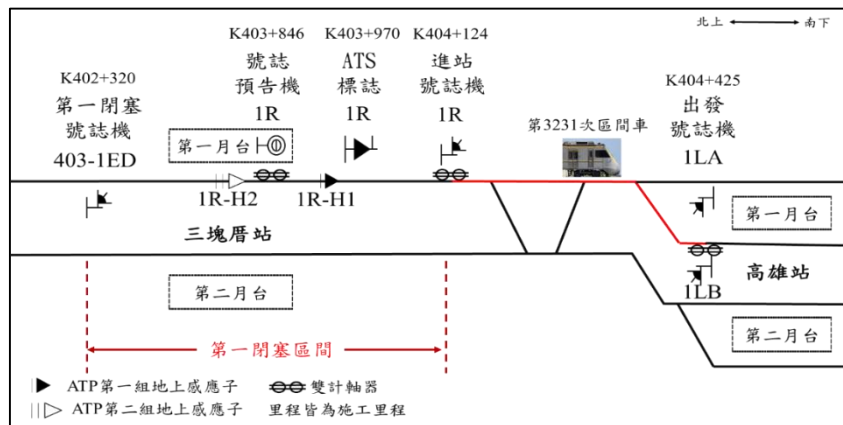 北上 南下
K403+846
號誌
預告機
1R
K403+970
ATS
標誌
1R
K404+124
進站
號誌機
1R
K402+320
第一閉塞
號誌機
403-1ED
第3231次區間車
K404+425
出發
號誌機
1LA
第一月台
1R-H2
1R-H1
三塊厝站
第一月台
高雄站
1LB
第二月台
第二月台
第一閉塞區間
ATP第一組地上感應子
雙計軸器
ATP第二組地上感應子
里程皆為施工里程